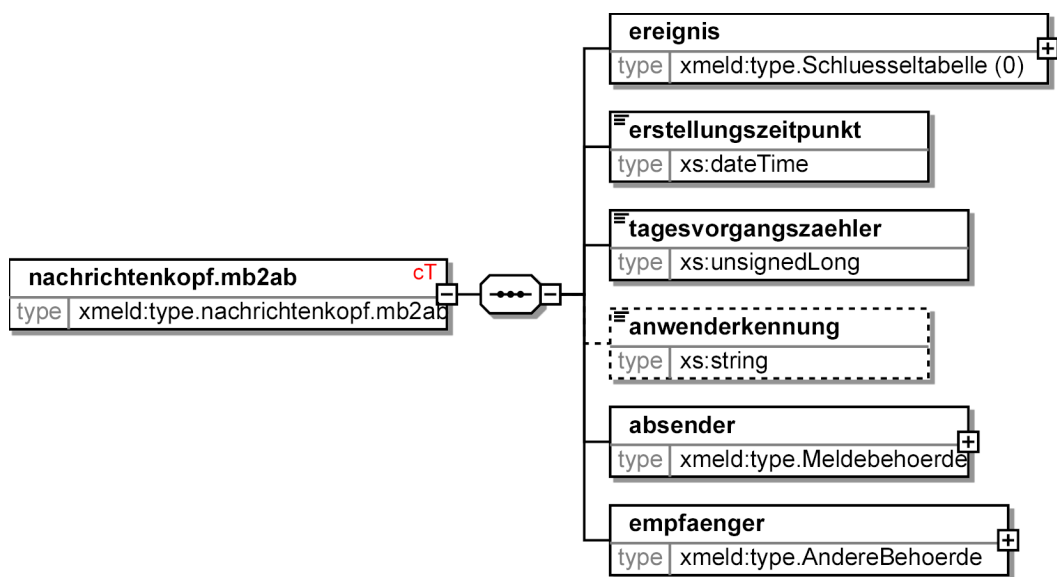 ereignis
type xmeld:type.Schluesseltabelle (0)
erstellungszeitpunkt
type xs:dateTime
tagesvorgangszaehler
type xs:unsignedLong
nachrichtenkopf.mb2ab cT
type xmeld:type.nachrichtenkopf.mb2ab
anwenderkennung
type xs:string
absender
type xmeld:type.Meldebehoerde
empfaenger
type xmeld:type.AndereBehoerde